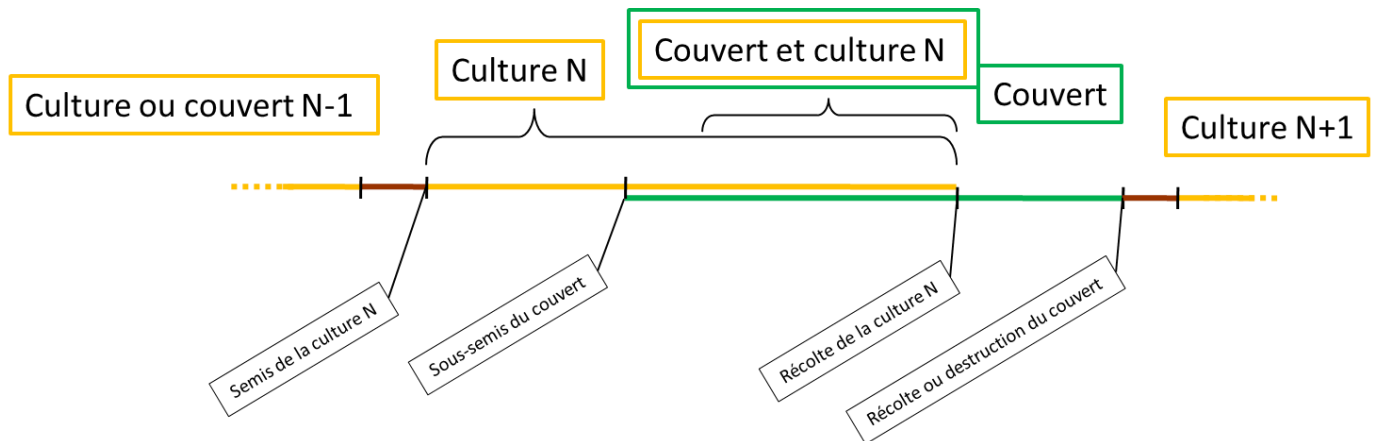 Couvert et culture N
Culture N
Couvert
Culture ou couvert N-1
Culture N+1
Semis de la culture N
Sous-semis du couvert
Récolte de la culture N
Récolte ou destruction du couvert